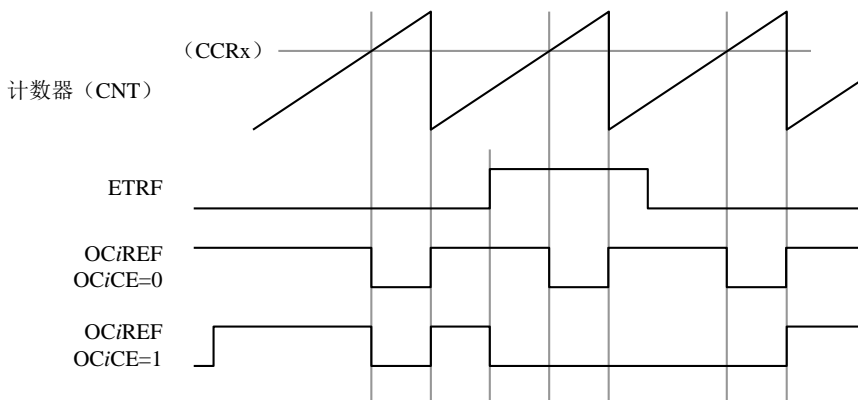 （CCRx）
计数器（CNT）
ETRF
OCiREF
OCiCE=0
OCiREF
OCiCE=1